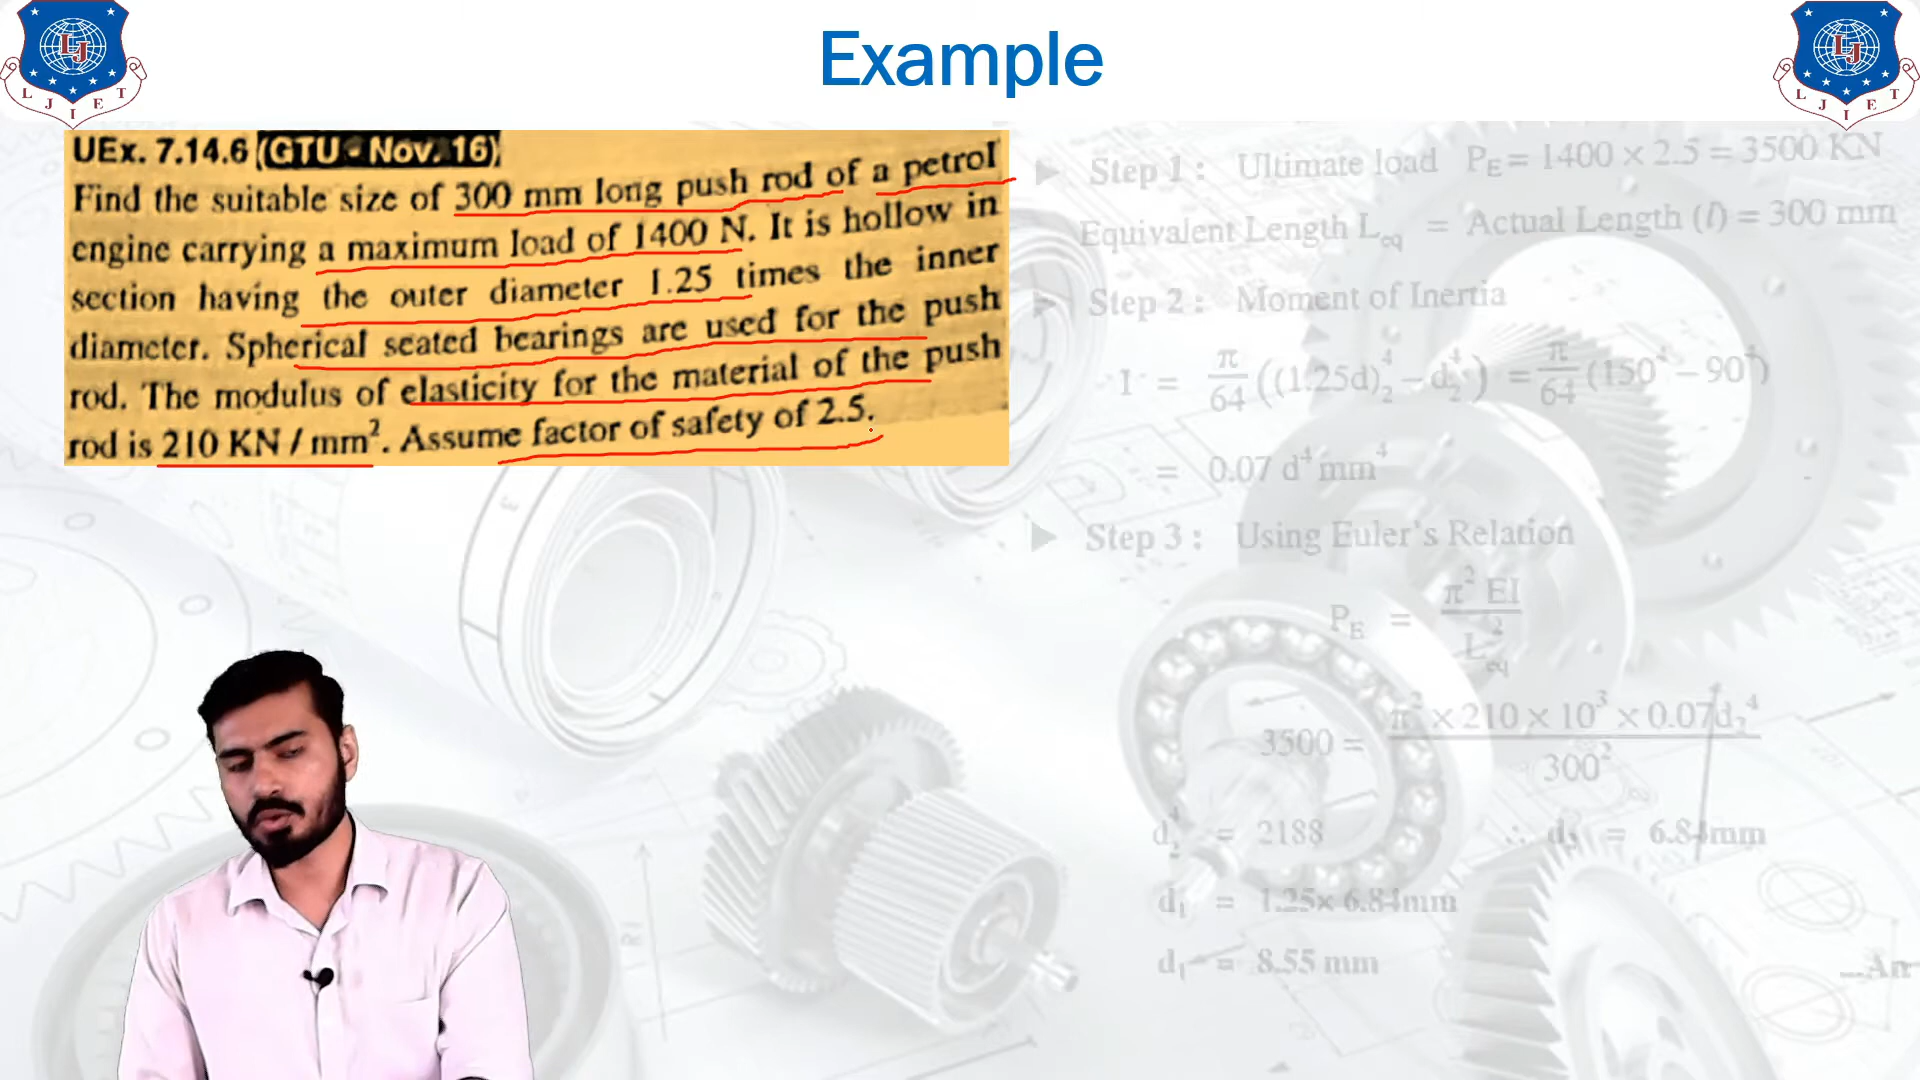 Example
LJIET
LJIET
UEx. 7.14.6 (GTU - Nov. 16)
Find the suitable size of 300 mm long push rod of a petrol
engine carrying a maximum load of 1400 N. It is hollow in
section having the outer diameter 1.25 times the inner
diameter. Spherical seated bearings are used for the push
rod. The modulus of elasticity for the material of the push
rod is 210 KN / mm². Assume factor of safety of 2.5.
Step 1 : Ultimate load P_E = 1400 × 2.5 = 3500 KN
Equivalent Length L_eq = Actual Length (l) = 300 mm
Step 2 : Moment of Inertia
I = π/64 ((1.25d)₂⁴ – d₂⁴) = π/64 (150⁴ – 90⁴)
= 0.07 d⁴ mm⁴
Step 3 : Using Euler's Relation
P_E = π² EI / L²_eq
3500 = π² × 210 × 10³ × 0.07d₂⁴ / 300²
d₂⁴ = 2188 ∴ d₂ = 6.84mm
d₁ = 1.25× 6.84mm
d₁ = 8.55 mm